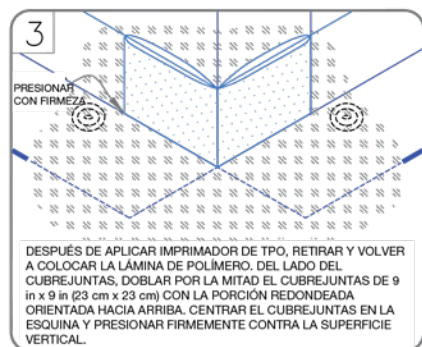 3
PRESIONAR
CON FIRMEZA
DESPUÉS DE APLICAR IMPRIMADOR DE TPO, RETIRAR Y VOLVER
A COLOCAR LA LÁMINA DE POLÍMERO. DEL LADO DEL
CUBREJUNTAS, DOBLAR POR LA MITAD EL CUBREJUNTAS DE 9
in x 9 in (23 cm x 23 cm) CON LA PORCIÓN REDONDEADA
ORIENTADA HACIA ARRIBA. CENTRAR EL CUBREJUNTAS EN LA
ESQUINA Y PRESIONAR FIRMEMENTE CONTRA LA SUPERFICIE
VERTICAL.